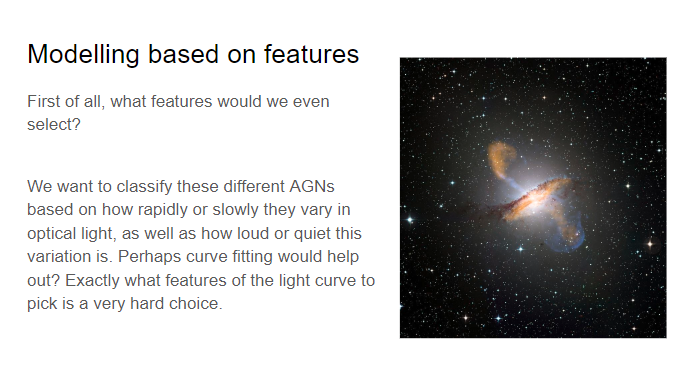 Modelling based on features
First of all, what features would we even
select?
We want to classify these different AGNs
based on how rapidly or slowly they vary in
optical light, as well as how loud or quiet this
variation is. Perhaps curve fitting would help
out? Exactly what features of the light curve to
pick is a very hard choice.